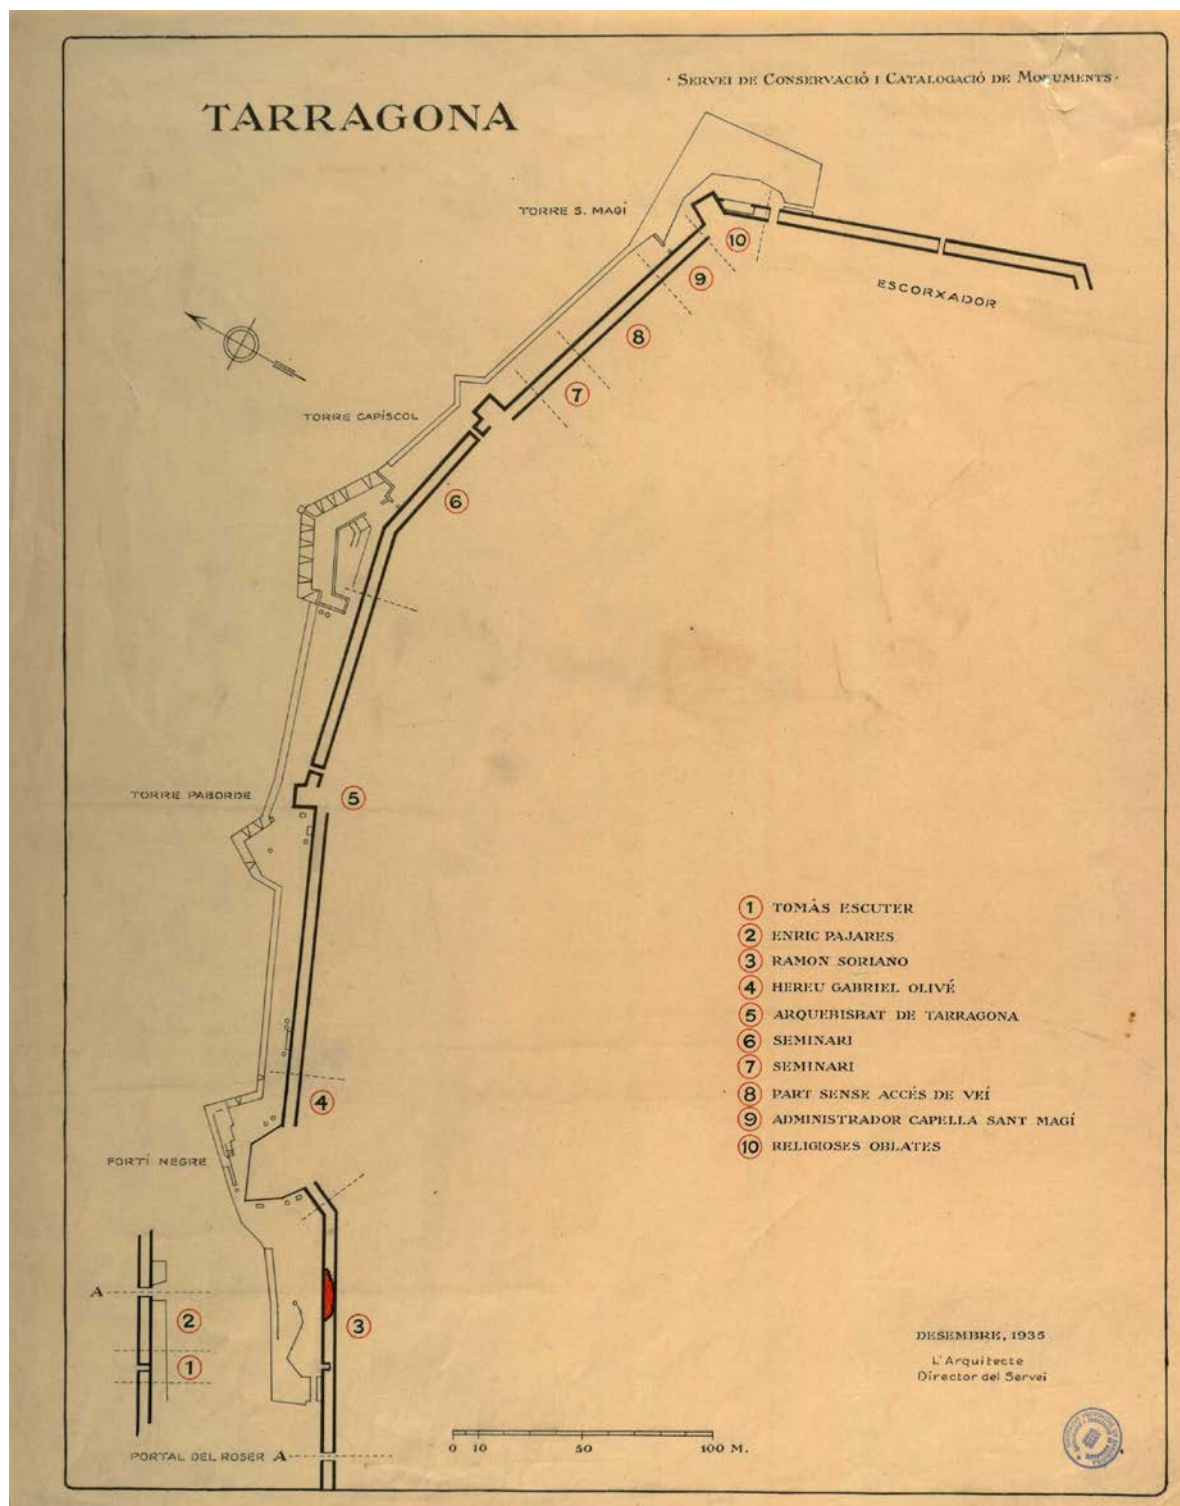 · SERVEI DE CONSERVACIÓ I CATALOGACIÓ DE MONUMENTS ·
TARRAGONA
TORRE S. MAGÍ
10
9
ESCORXADOR
8
7
TORRE CAPÍSCOL
6
TORRE PABORDE
5
1 TOMÁS ESCUTER
2 ENRIC PAJARES
3 RAMON SORIANO
4 HEREU GABRIEL OLIVÉ
5 ARQUEBISBAT DE TARRAGONA
6 SEMINARI
7 SEMINARI
8 PART SENSE ACCÉS DE VEÍ
9 ADMINISTRADOR CAPELLA SANT MAGÍ
10 RELIGIOSES OBLATES
4
FORTÍ NEGRE
A
2
3
1
DESEMBRE, 1935
L'Arquitecte
Director del Servei
0 10 50 100 M.
PORTAL DEL ROSER A